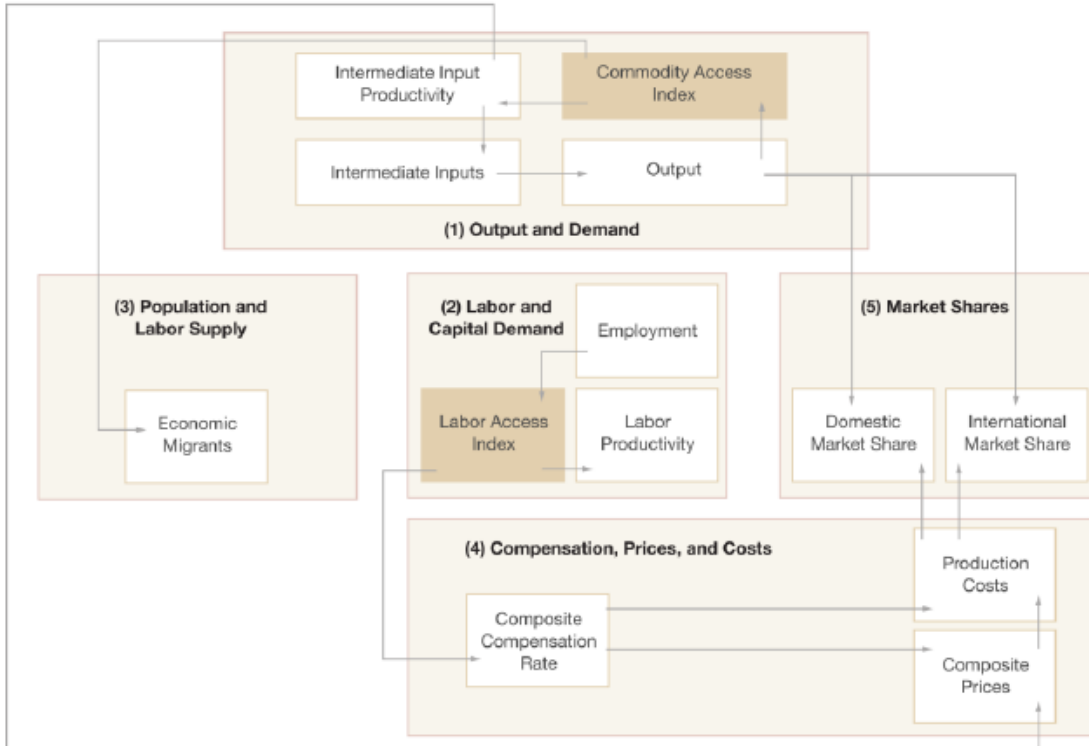 Intermediate Input
Productivity
Commodity Access
Index
Intermediate Inputs
Output
(1) Output and Demand
(3) Population and
Labor Supply
Economic
Migrants
(2) Labor and
Capital Demand
Employment
Labor Access
Index
Labor
Productivity
(5) Market Shares
Domestic
Market Share
International
Market Share
(4) Compensation, Prices, and Costs
Composite
Compensation
Rate
Production
Costs
Composite
Prices